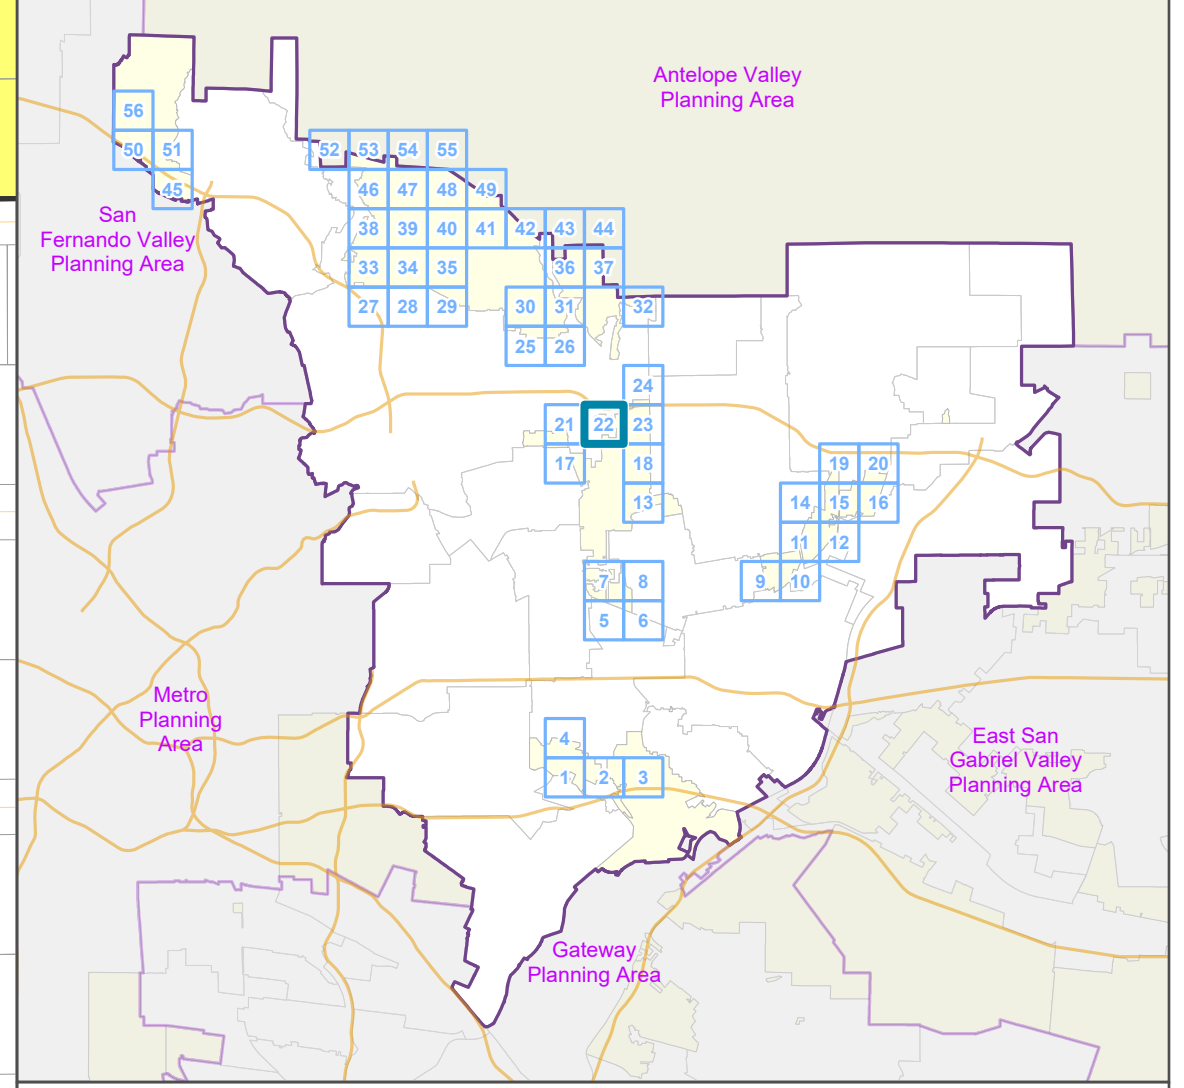 Antelope Valley
Planning Area
56
50 51
52 53 54 55
45
46 47 48 49
San
Fernando Valley
Planning Area
38 39 40 41 42 43 44
33 34 35 36 37
27 28 29 30 31 32
25 26
24
21 22 23
17 18 19 20
13 14 15 16
11 12
7 8 9 10
5 6
Metro
Planning
Area
4
1 2 3
East San
Gabriel Valley
Planning Area
Gateway
Planning Area